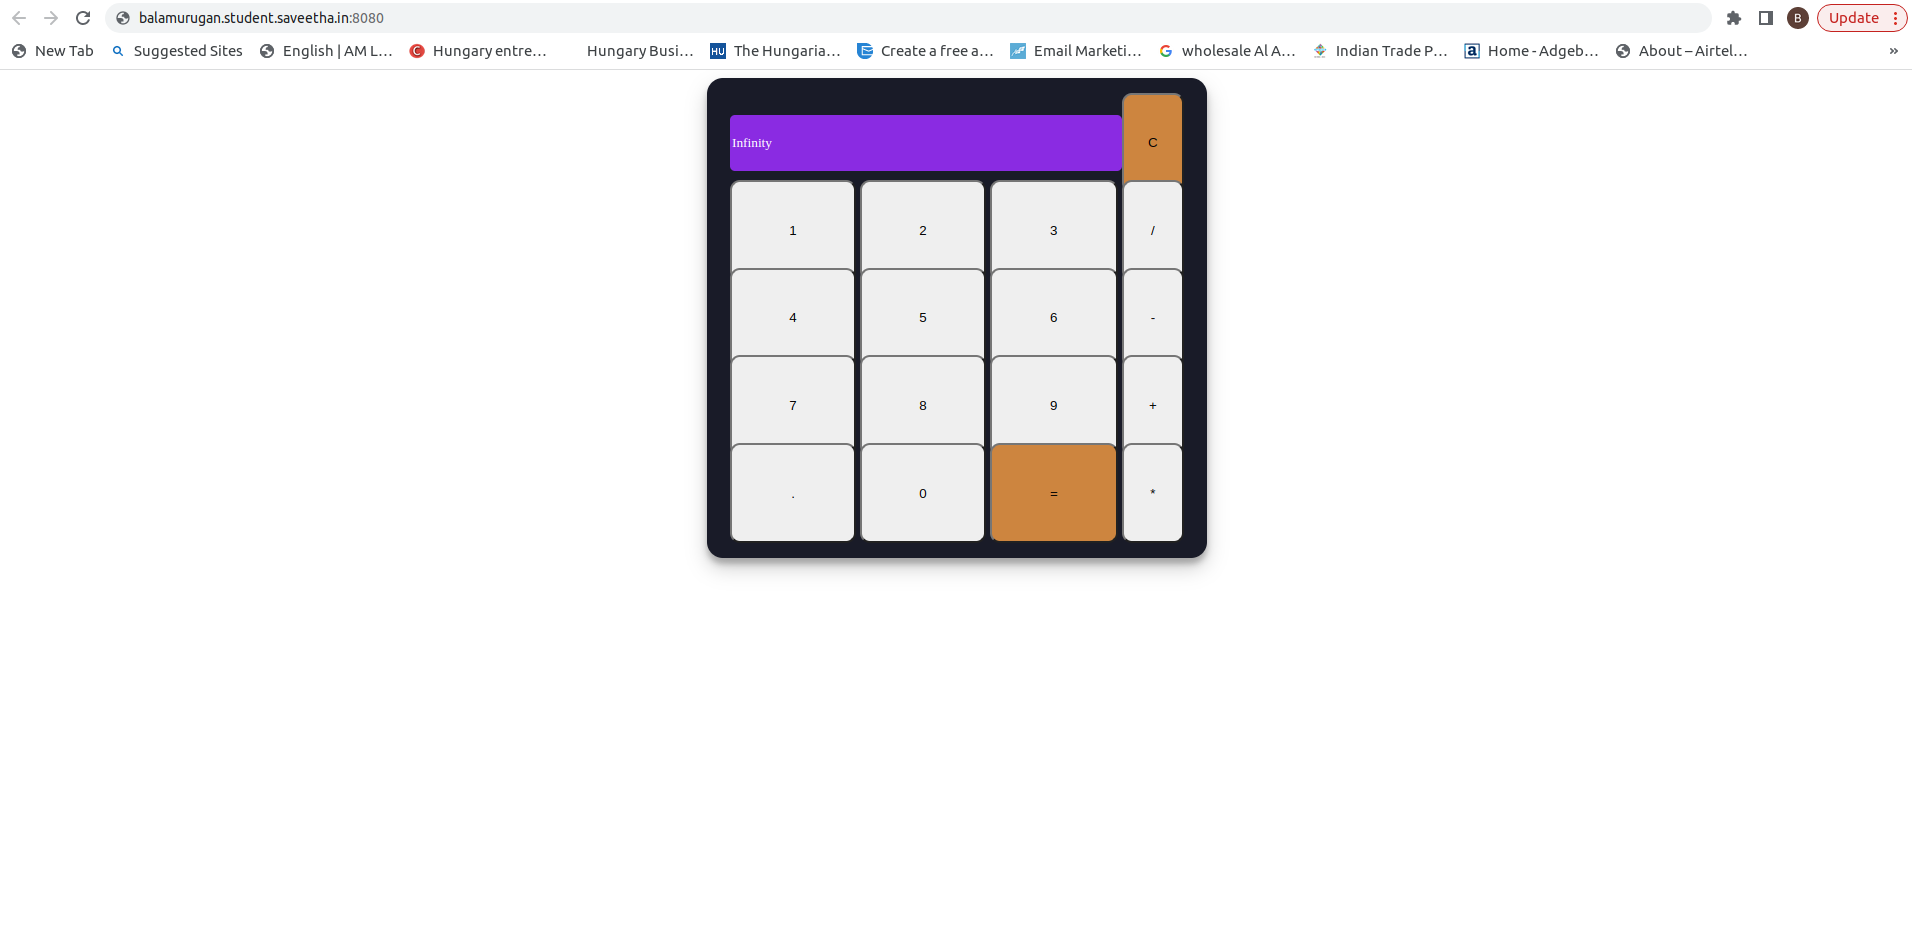 balamurugan.student.saveetha.in:8080 B Update
New Tab Suggested Sites English | AM L... C Hungary entre... Hungary Busi... HU The Hungaria... Create a free a... Email Marketi... G wholesale Al A... Indian Trade P... a Home - Adgeb... About – Airtel... »
Infinity C
1 2 3 /
4 5 6 -
7 8 9 +
. 0 = *